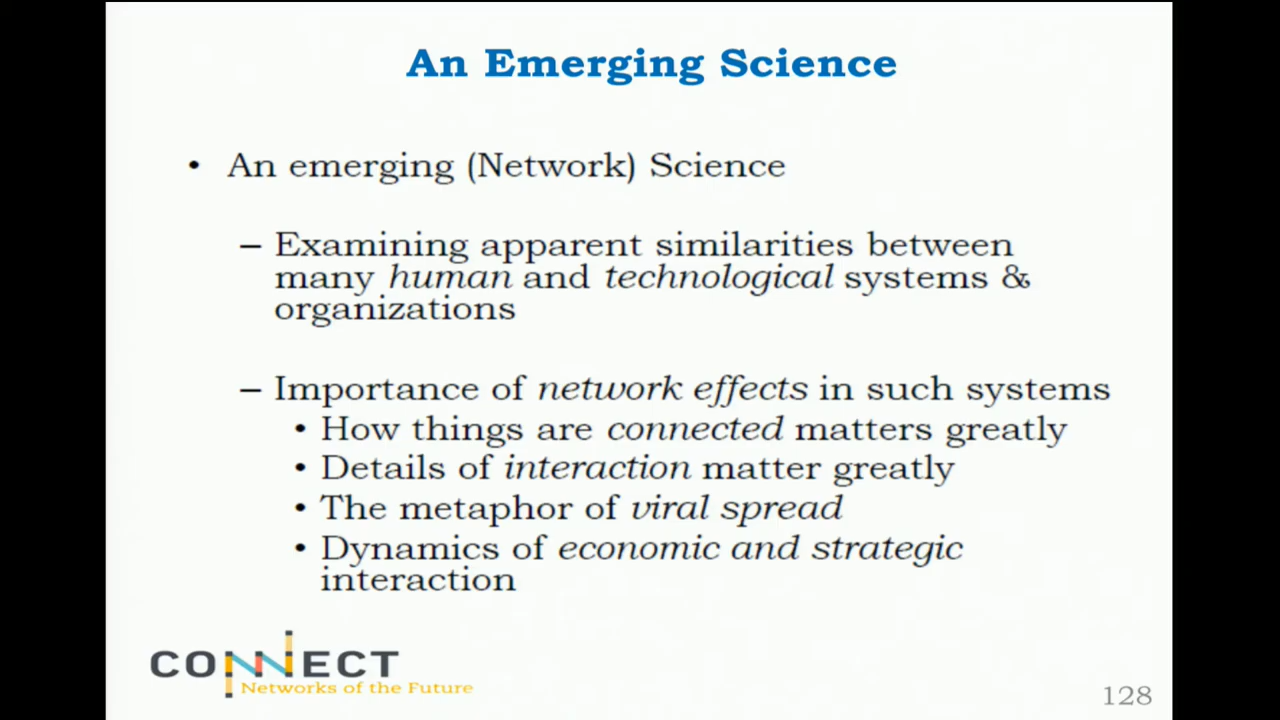 An Emerging Science
• An emerging (Network) Science
– Examining apparent similarities between
many human and technological systems &
organizations
– Importance of network effects in such systems
• How things are connected matters greatly
• Details of interaction matter greatly
• The metaphor of viral spread
• Dynamics of economic and strategic
interaction
CONNECT
Networks of the Future
128